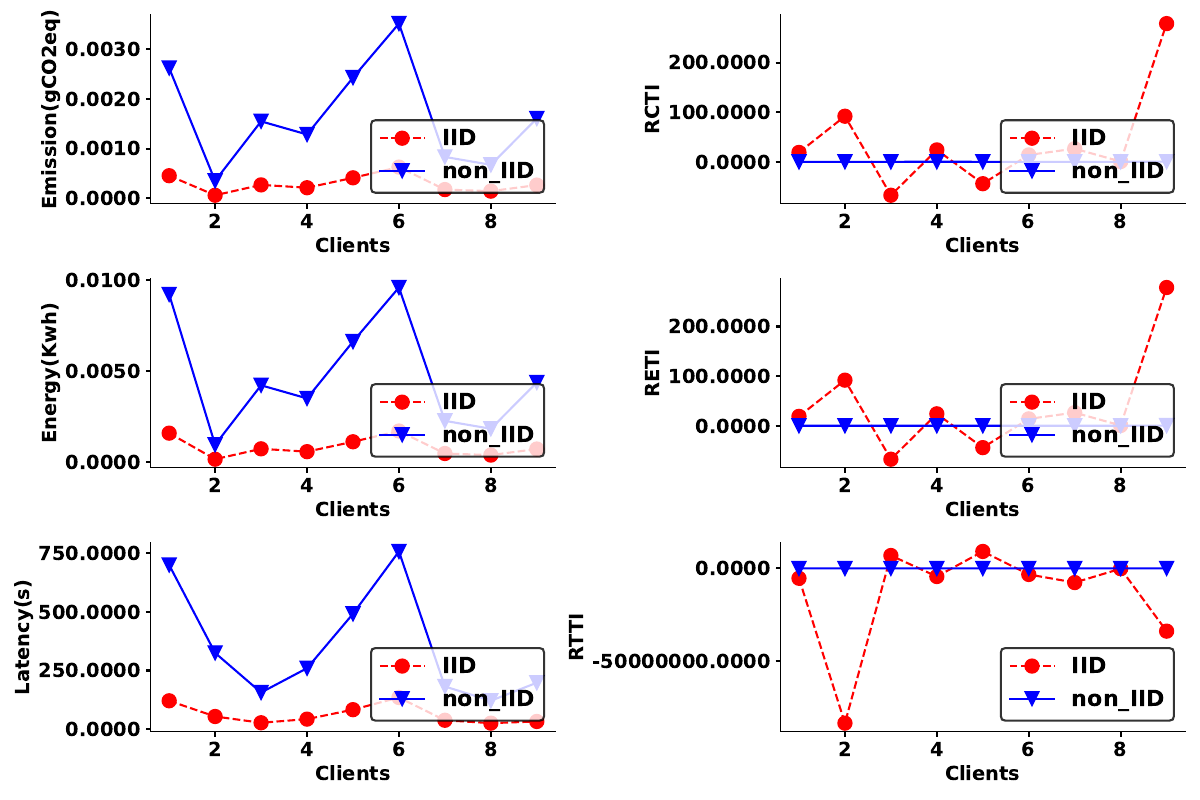 Emission(gCO2eq)
0.0030
0.0020
0.0010
0.0000
2
4
6
8
Clients
IID
non_IID
RCTI
200.0000
100.0000
0.0000
2
4
6
8
Clients
IID
non_IID
Energy(Kwh)
0.0100
0.0050
0.0000
2
4
6
8
Clients
IID
non_IID
RETI
200.0000
100.0000
0.0000
2
4
6
8
Clients
IID
non_IID
Latency(s)
750.0000
500.0000
250.0000
0.0000
2
4
6
8
Clients
IID
non_IID
RTTI
0.0000
-50000000.0000
2
4
6
8
Clients
IID
non_IID